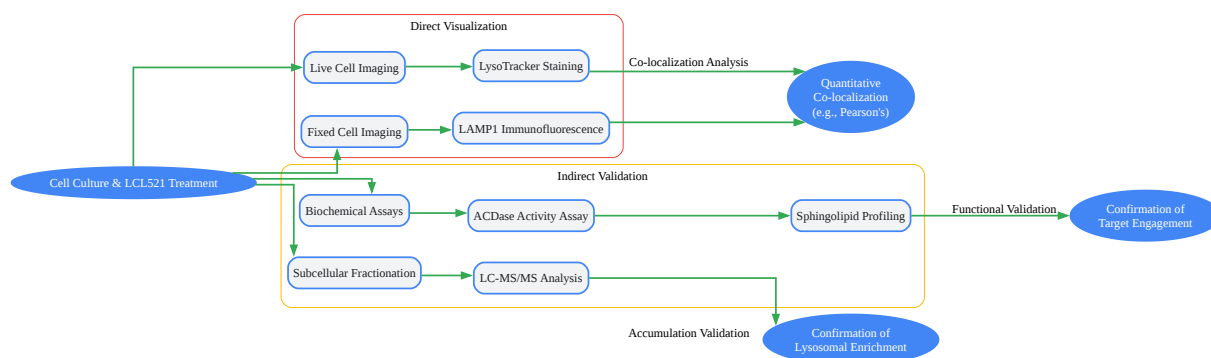 Direct Visualization
Live Cell Imaging
LysoTracker Staining
Co-localization Analysis
Quantitative
Co-localization
(e.g., Pearson's)
Fixed Cell Imaging
LAMP1 Immunofluorescence
Cell Culture & LCL521 Treatment
Indirect Validation
Biochemical Assays
ACDase Activity Assay
Sphingolipid Profiling
Functional Validation
Confirmation of
Target Engagement
Subcellular Fractionation
LC-MS/MS Analysis
Accumulation Validation
Confirmation of
Lysosomal Enrichment